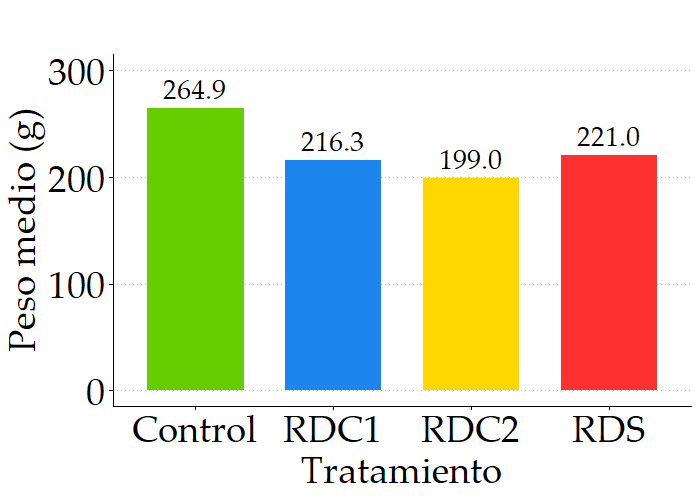 Peso medio (g)
300
200
100
0
264.9
216.3
199.0
221.0
Control RDC1 RDC2 RDS
Tratamiento